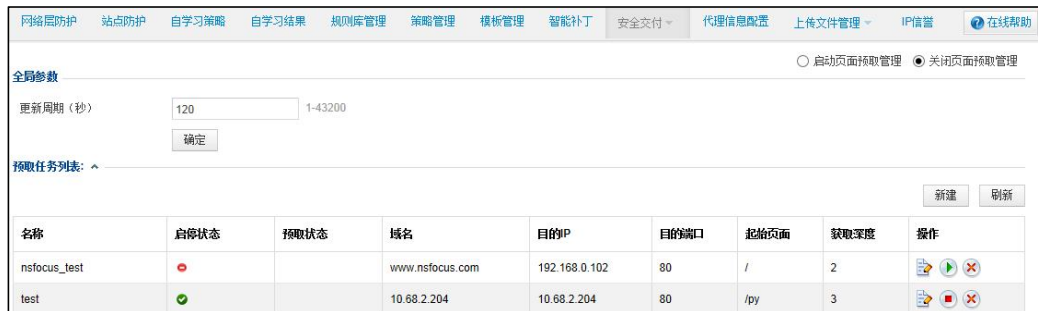 网络层防护 站点防护 自学习策略 自学习结果 规则库管理 策略管理 模板管理 智能补丁 安全交付 代理信息配置 上传文件管理 IP信誉 在线帮助
启动页面预取管理 关闭页面预取管理
全局参数
更新周期（秒） 120 1-43200
确定
预取任务列表：
新建 刷新
名称 启停状态 预取状态 域名 目的IP 目的端口 起始页面 获取深度 操作
nsfocus_test www.nsfocus.com 192.168.0.102 80 / 2
test 10.68.2.204 10.68.2.204 80 /py 3